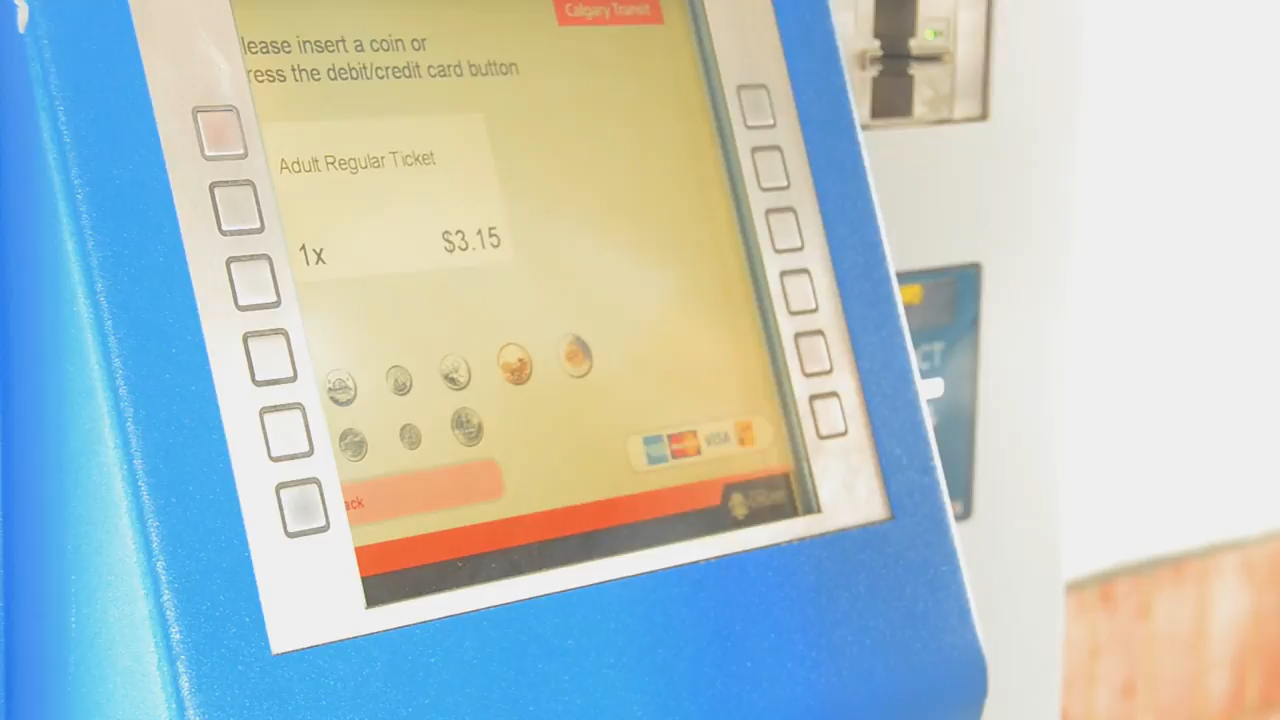 Calgary Transit
lease insert a coin or
ress the debit/credit card button
Adult Regular Ticket
1x $3.15
VISA
ack
CT